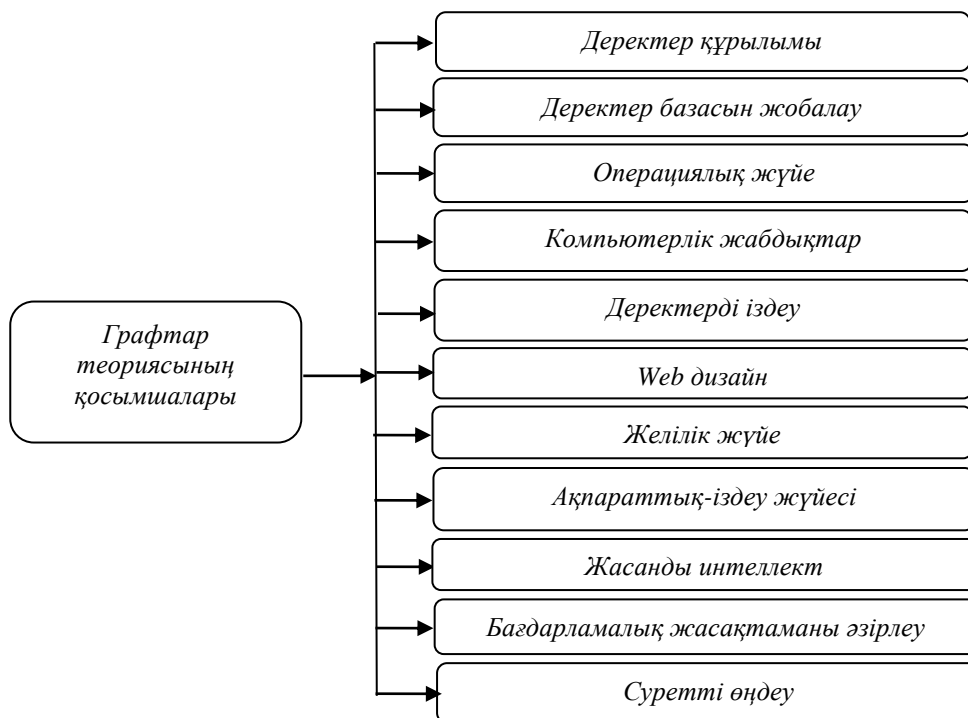 Деректер құрылымы
Деректер базасын жобалау
Операциялық жүйе
Компьютерлік жабдықтар
Графтар
теориясының
қосымшалары
Деректерді іздеу
Web дизайн
Желілік жүйе
Ақпараттық-іздеу жүйесі
Жасанды интеллект
Бағдарламалық жасақтаманы әзірлеу
Суретті өңдеу